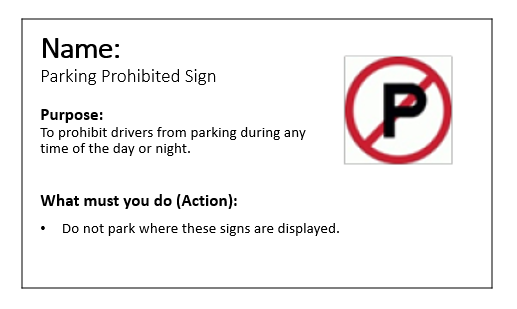 Name:
Parking Prohibited Sign
P
Purpose:
To prohibit drivers from parking during any
time of the day or night.
What must you do (Action):
• Do not park where these signs are displayed.